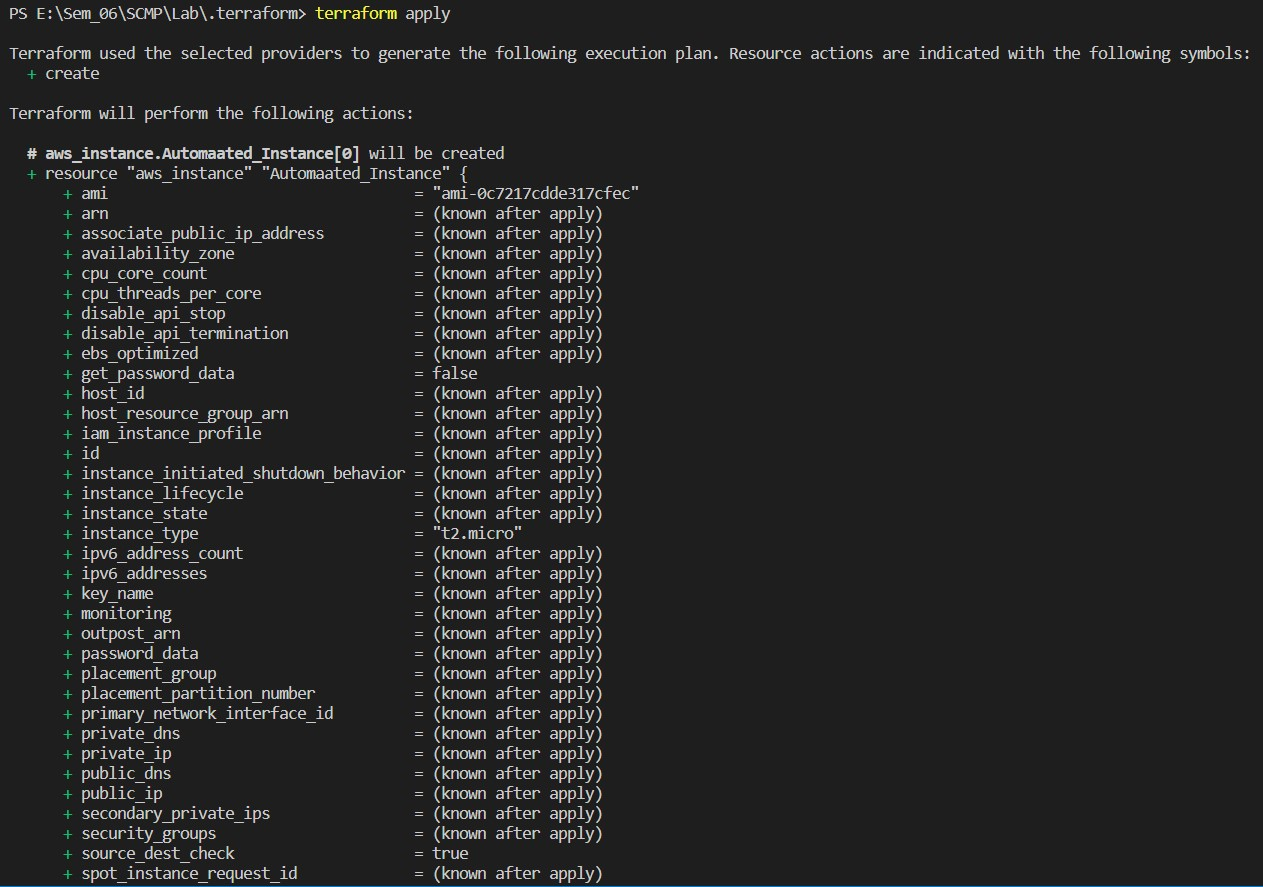 PS E:\Sem_06\SCMP\Lab\.terraform> terraform apply
Terraform used the selected providers to generate the following execution plan. Resource actions are indicated with the following symbols:
+ create
Terraform will perform the following actions:
# aws_instance.Automaated_Instance[0] will be created
+ resource "aws_instance" "Automaated_Instance" {
+ ami = "ami-0c7217cdde317cfec"
+ arn = (known after apply)
+ associate_public_ip_address = (known after apply)
+ availability_zone = (known after apply)
+ cpu_core_count = (known after apply)
+ cpu_threads_per_core = (known after apply)
+ disable_api_stop = (known after apply)
+ disable_api_termination = (known after apply)
+ ebs_optimized = (known after apply)
+ get_password_data = false
+ host_id = (known after apply)
+ host_resource_group_arn = (known after apply)
+ iam_instance_profile = (known after apply)
+ id = (known after apply)
+ instance_initiated_shutdown_behavior = (known after apply)
+ instance_lifecycle = (known after apply)
+ instance_state = (known after apply)
+ instance_type = "t2.micro"
+ ipv6_address_count = (known after apply)
+ ipv6_addresses = (known after apply)
+ key_name = (known after apply)
+ monitoring = (known after apply)
+ outpost_arn = (known after apply)
+ password_data = (known after apply)
+ placement_group = (known after apply)
+ placement_partition_number = (known after apply)
+ primary_network_interface_id = (known after apply)
+ private_dns = (known after apply)
+ private_ip = (known after apply)
+ public_dns = (known after apply)
+ public_ip = (known after apply)
+ secondary_private_ips = (known after apply)
+ security_groups = (known after apply)
+ source_dest_check = true
+ spot_instance_request_id = (known after apply)